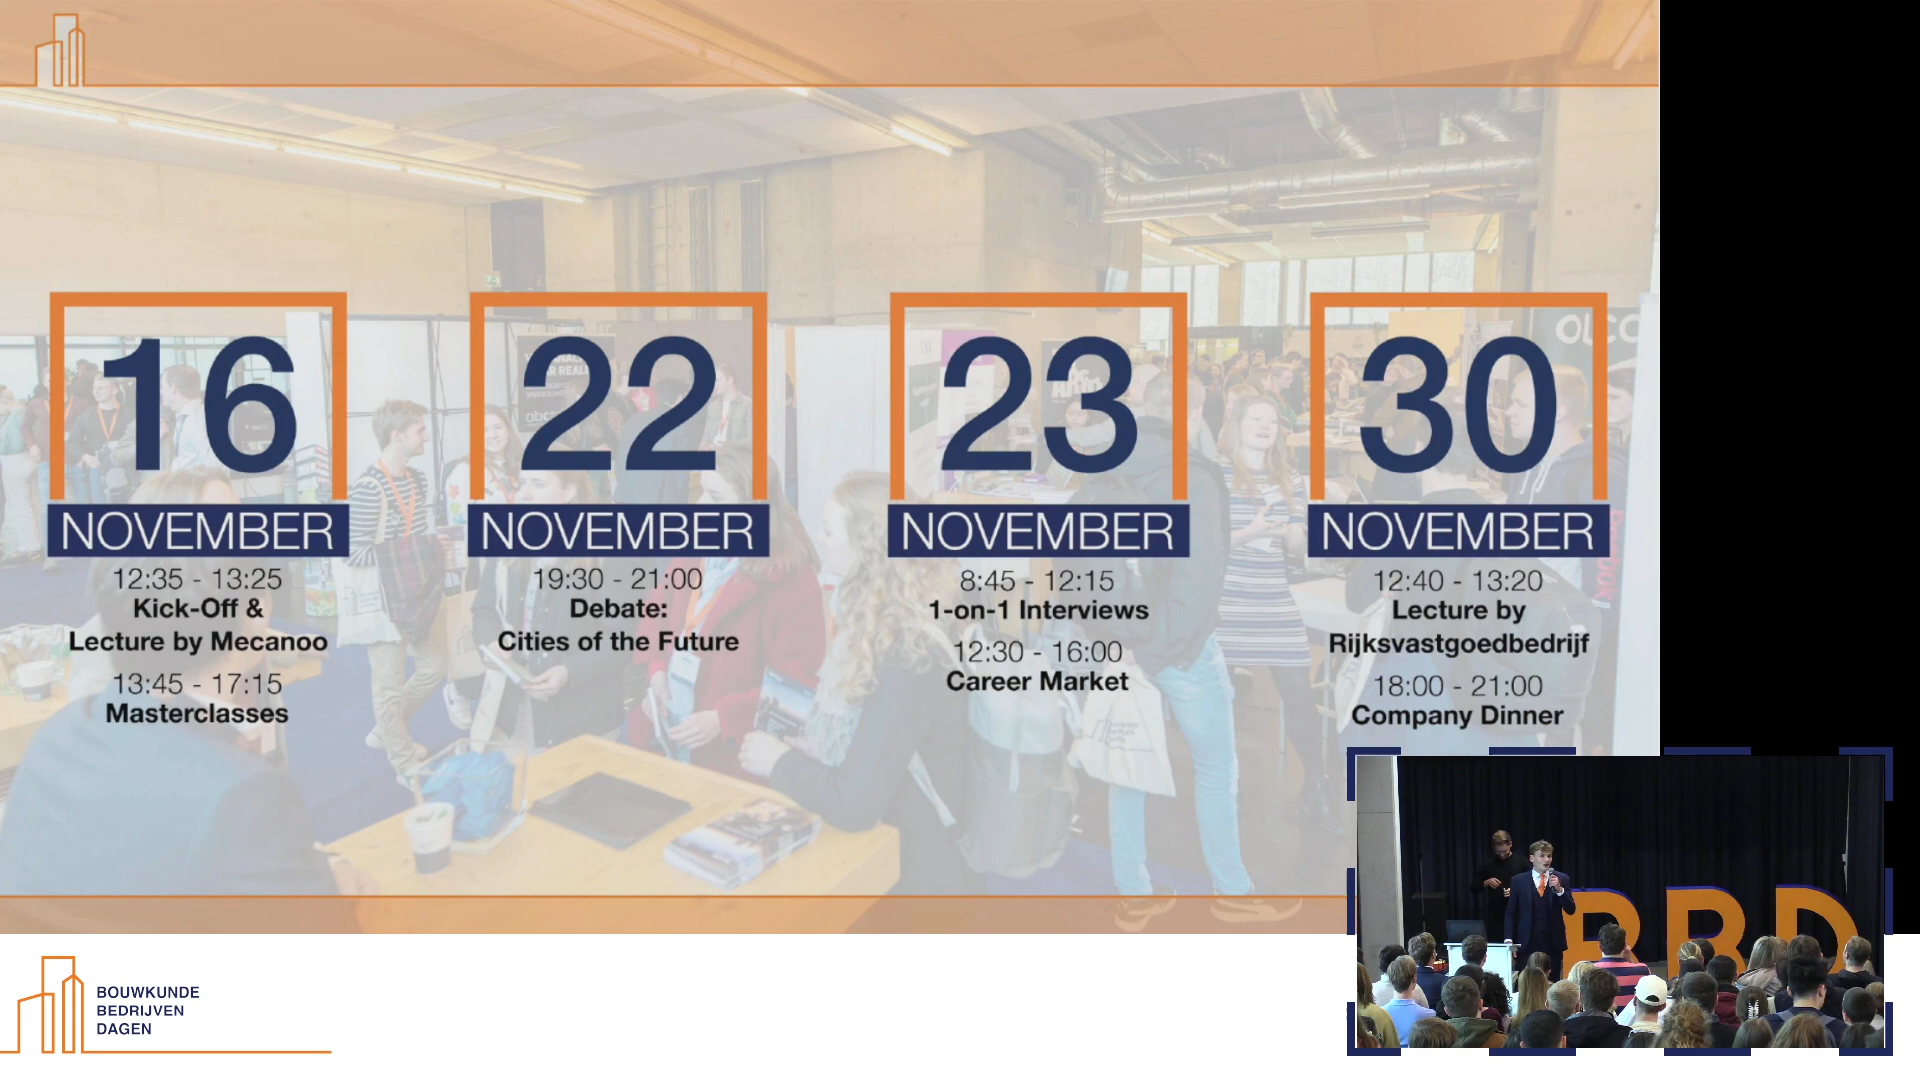 16
NOVEMBER
12:35 - 13:25
Kick-Off &
Lecture by Mecanoo
13:45 - 17:15
Masterclasses
22
NOVEMBER
19:30 - 21:00
Debate:
Cities of the Future
23
NOVEMBER
8:45 - 12:15
1-on-1 Interviews
12:30 - 16:00
Career Market
30
NOVEMBER
12:40 - 13:20
Lecture by
Rijksvastgoedbedrijf
18:00 - 21:00
Company Dinner
BBD
BOUWKUNDE
BEDRIJVEN
DAGEN